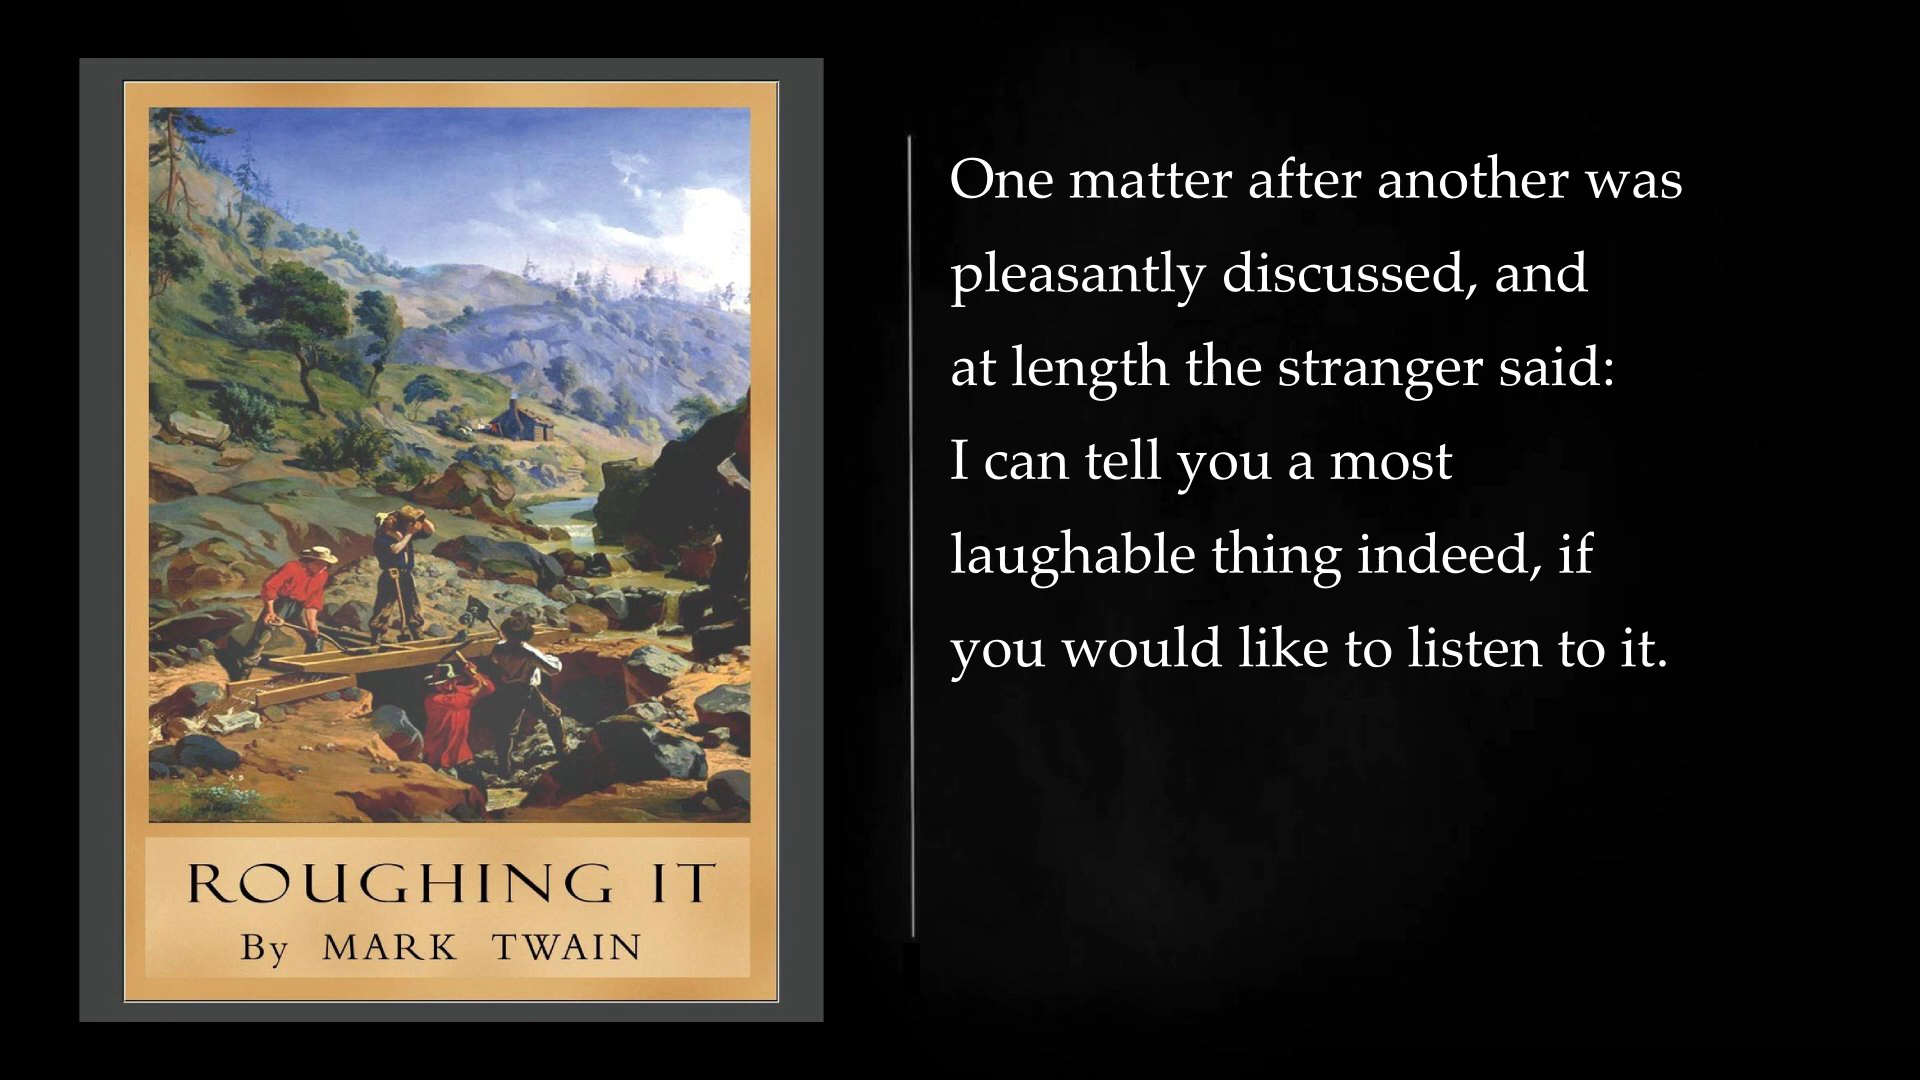 ROUGHING IT
By MARK TWAIN
One matter after another was
pleasantly discussed, and
at length the stranger said:
I can tell you a most
laughable thing indeed, if
you would like to listen to it.